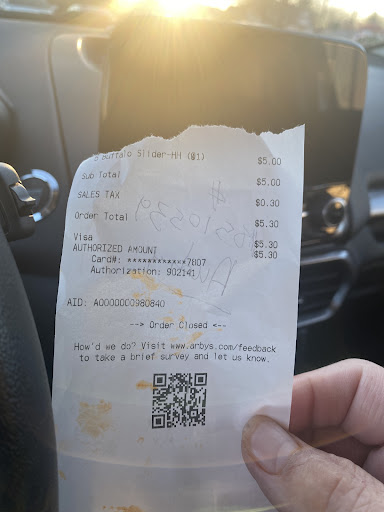 Buffalo Slider-HH ($1) $5.00
Sub Total $5.00
SALES TAX $0.30
Order Total $5.30
Visa $5.30
AUTHORIZED AMOUNT $5.30
Card#: ************7807
Authorization: 902141
AID: A0000000980840
--> Order Closed <--
How'd we do? Visit www.arbys.com/feedback
to take a brief survey and let us know.